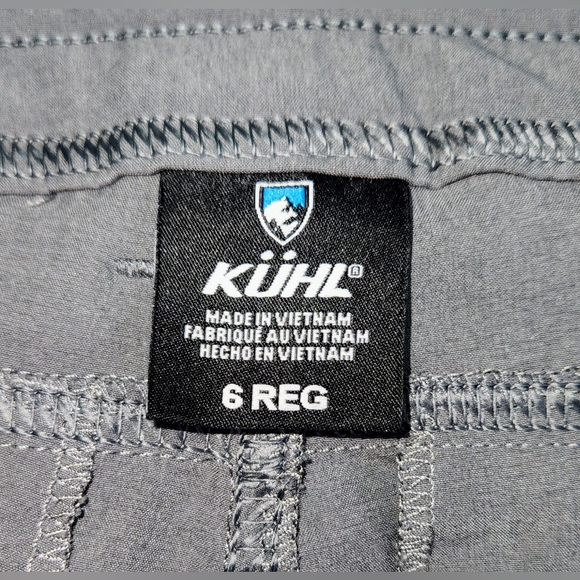 KÜHL®
MADE IN VIETNAM
FABRIQUÉ AU VIETNAM
HECHO EN VIETNAM
6 REG